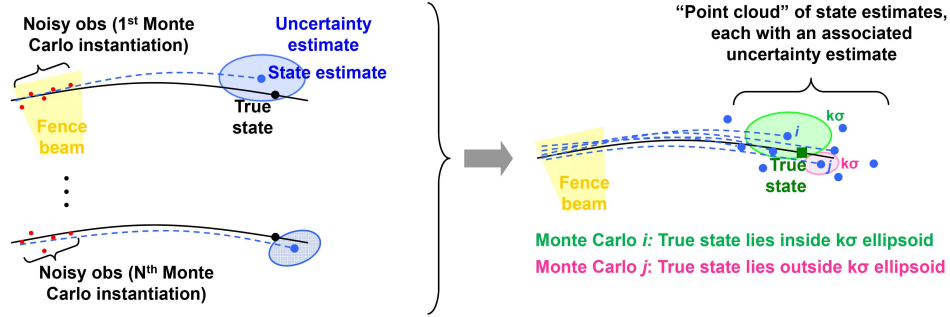 Noisy obs (1st Monte
Carlo instantiation)
Uncertainty
estimate
State estimate
True
state
Fence
beam
Noisy obs (Nth Monte
Carlo instantiation)
“Point cloud” of state estimates,
each with an associated
uncertainty estimate
kσ
i
kσ
j
True
state
Fence
beam
Monte Carlo i: True state lies inside kσ ellipsoid
Monte Carlo j: True state lies outside kσ ellipsoid